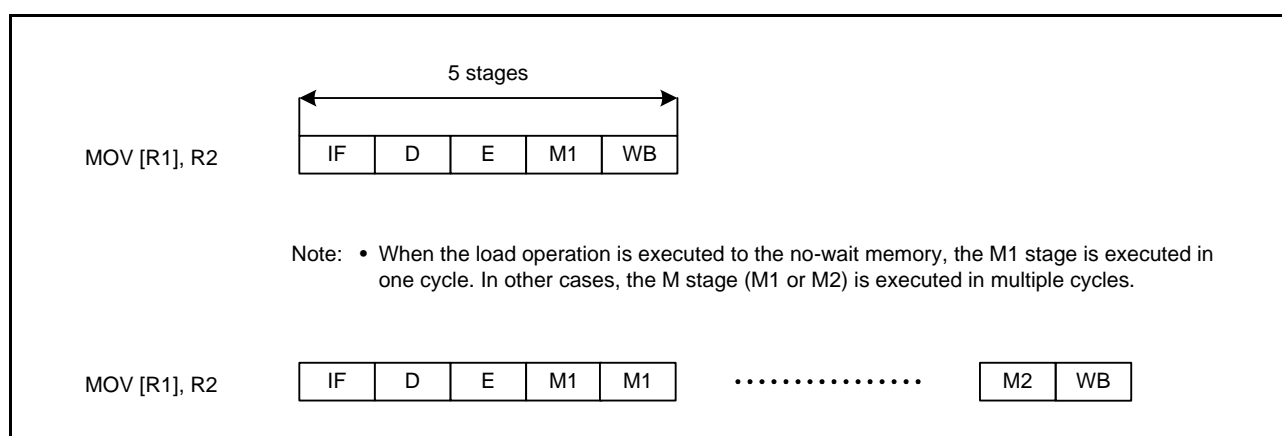 5 stages
MOV [R1], R2 IF D E M1 WB
Note: • When the load operation is executed to the no-wait memory, the M1 stage is executed in
one cycle. In other cases, the M stage (M1 or M2) is executed in multiple cycles.
MOV [R1], R2 IF D E M1 M1 ................ M2 WB